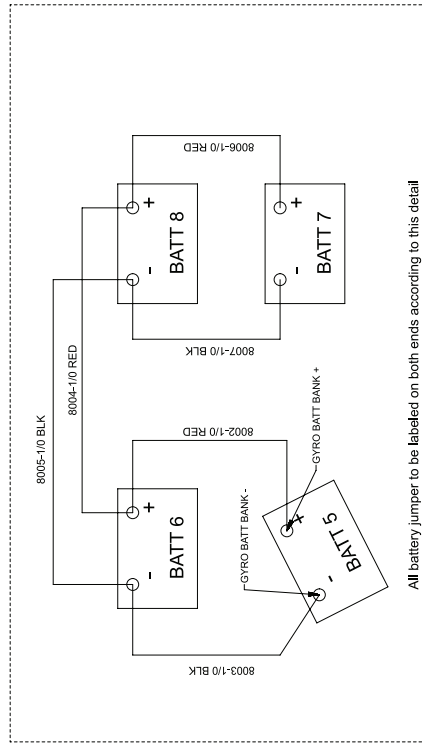 8005-1/0 BLK
8004-1/0 RED
8003-1/0 BLK
- +
BATT 6
8002-1/0 RED
8007-1/0 BLK
- +
BATT 8
8006-1/0 RED
GYRO BATT BANK -
GYRO BATT BANK +
- +
BATT 5
- +
BATT 7
All battery jumper to be labeled on both ends according to this detail